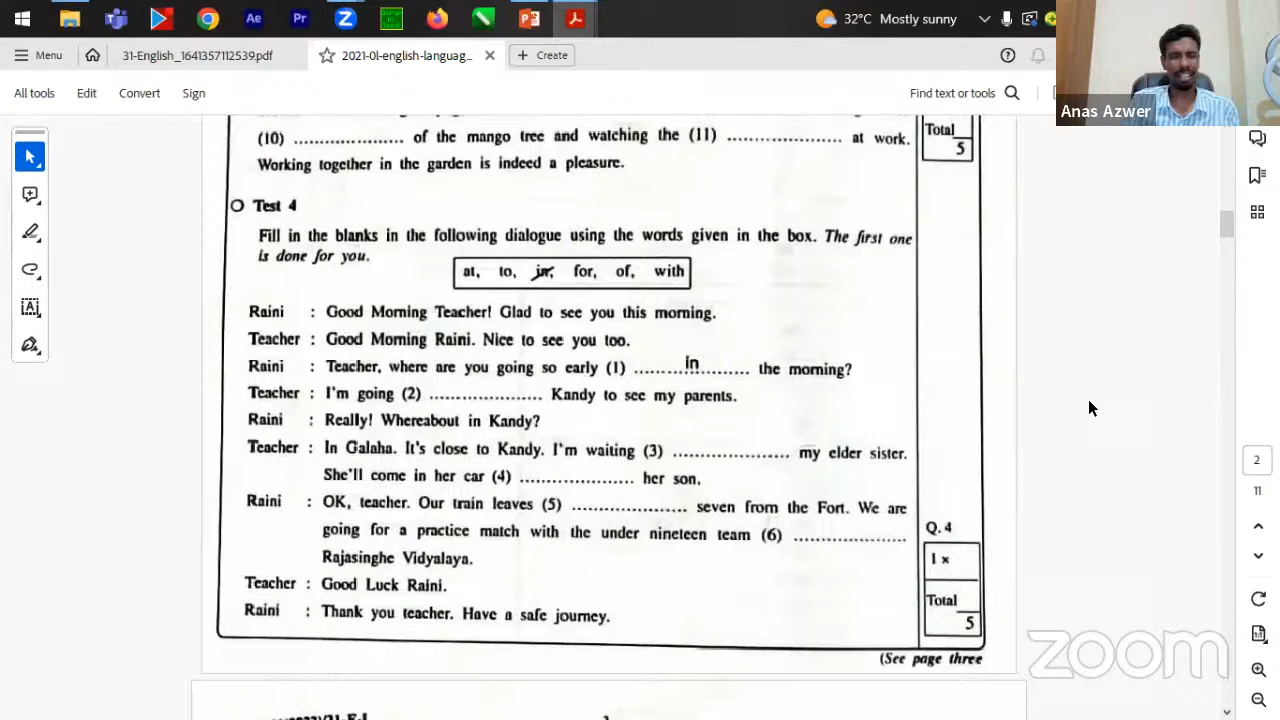 Ae
Pr
Quran in Tamil
32°C Mostly sunny
Menu
31-English_1641357112539.pdf
2021-0l-english-languag...
Create
All tools
Edit
Convert
Sign
Find text or tools
Anas Azwer
(10) .................... of the mango tree and watching the (11) .................... at work.
Working together in the garden is indeed a pleasure.
Total
5
Test 4
Fill in the blanks in the following dialogue using the words given in the box. The first one
is done for you.
at, to, in, for, of, with
Raini : Good Morning Teacher! Glad to see you this morning.
Teacher : Good Morning Raini. Nice to see you too.
Raini : Teacher, where are you going so early (1) .........in......... the morning?
Teacher : I'm going (2) .................... Kandy to see my parents.
Raini : Really! Whereabout in Kandy?
Teacher : In Galaha. It's close to Kandy. I'm waiting (3) .................... my elder sister.
She'll come in her car (4) .................... her son.
Raini : OK, teacher. Our train leaves (5) .................... seven from the Fort. We are
going for a practice match with the under nineteen team (6) ....................
Rajasinghe Vidyalaya.
Teacher : Good Luck Raini.
Raini : Thank you teacher. Have a safe journey.
Q. 4
1 x
Total
5
(See page three
2
11
zoom